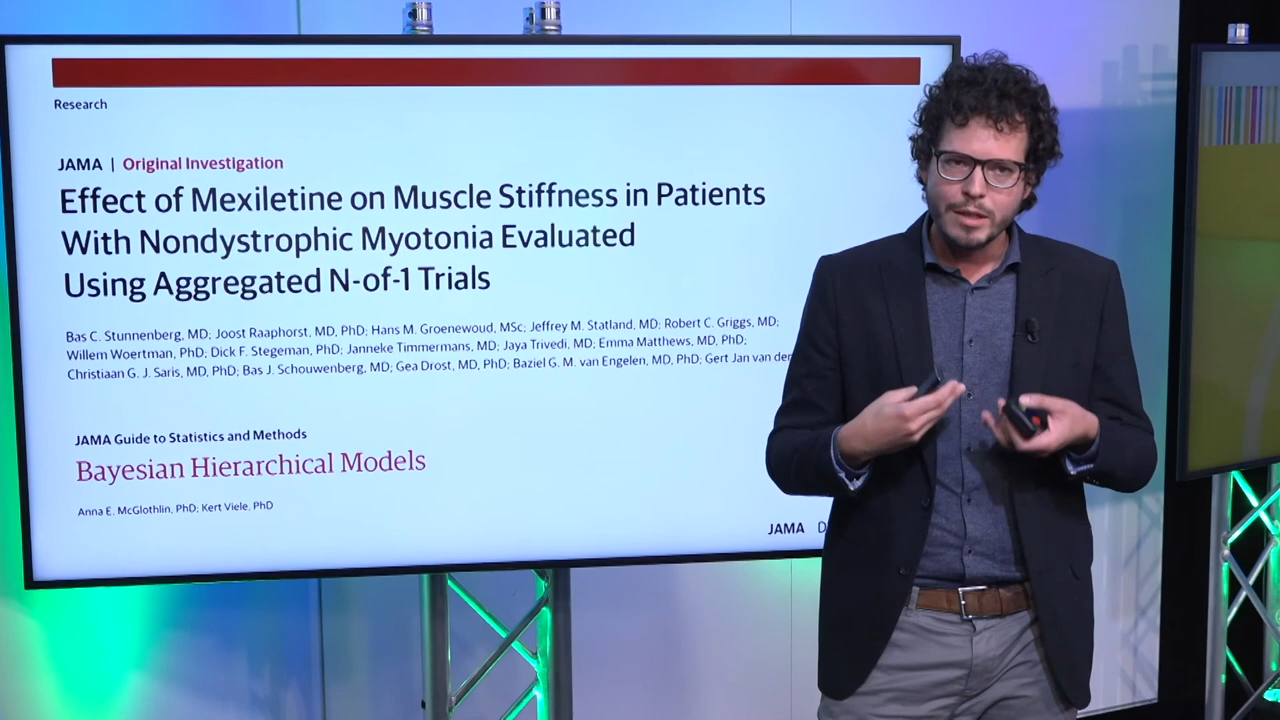 Research
JAMA | Original Investigation
Effect of Mexiletine on Muscle Stiffness in Patients
With Nondystrophic Myotonia Evaluated
Using Aggregated N-of-1 Trials
Bas C. Stunnenberg, MD; Joost Raaphorst, MD, PhD; Hans M. Groenewoud, MSc; Jeffrey M. Statland, MD; Robert C. Griggs, MD;
Willem Woertman, PhD; Dick F. Stegeman, PhD; Janneke Timmermans, MD; Jaya Trivedi, MD; Emma Matthews, MD, PhD;
Christiaan G. J. Saris, MD, PhD; Bas J. Schouwenberg, MD; Gea Drost, MD, PhD; Baziel G. M. van Engelen, MD, PhD; Gert Jan van der
JAMA Guide to Statistics and Methods
Bayesian Hierarchical Models
Anna E. McGlothlin, PhD; Kert Viele, PhD
JAMA D